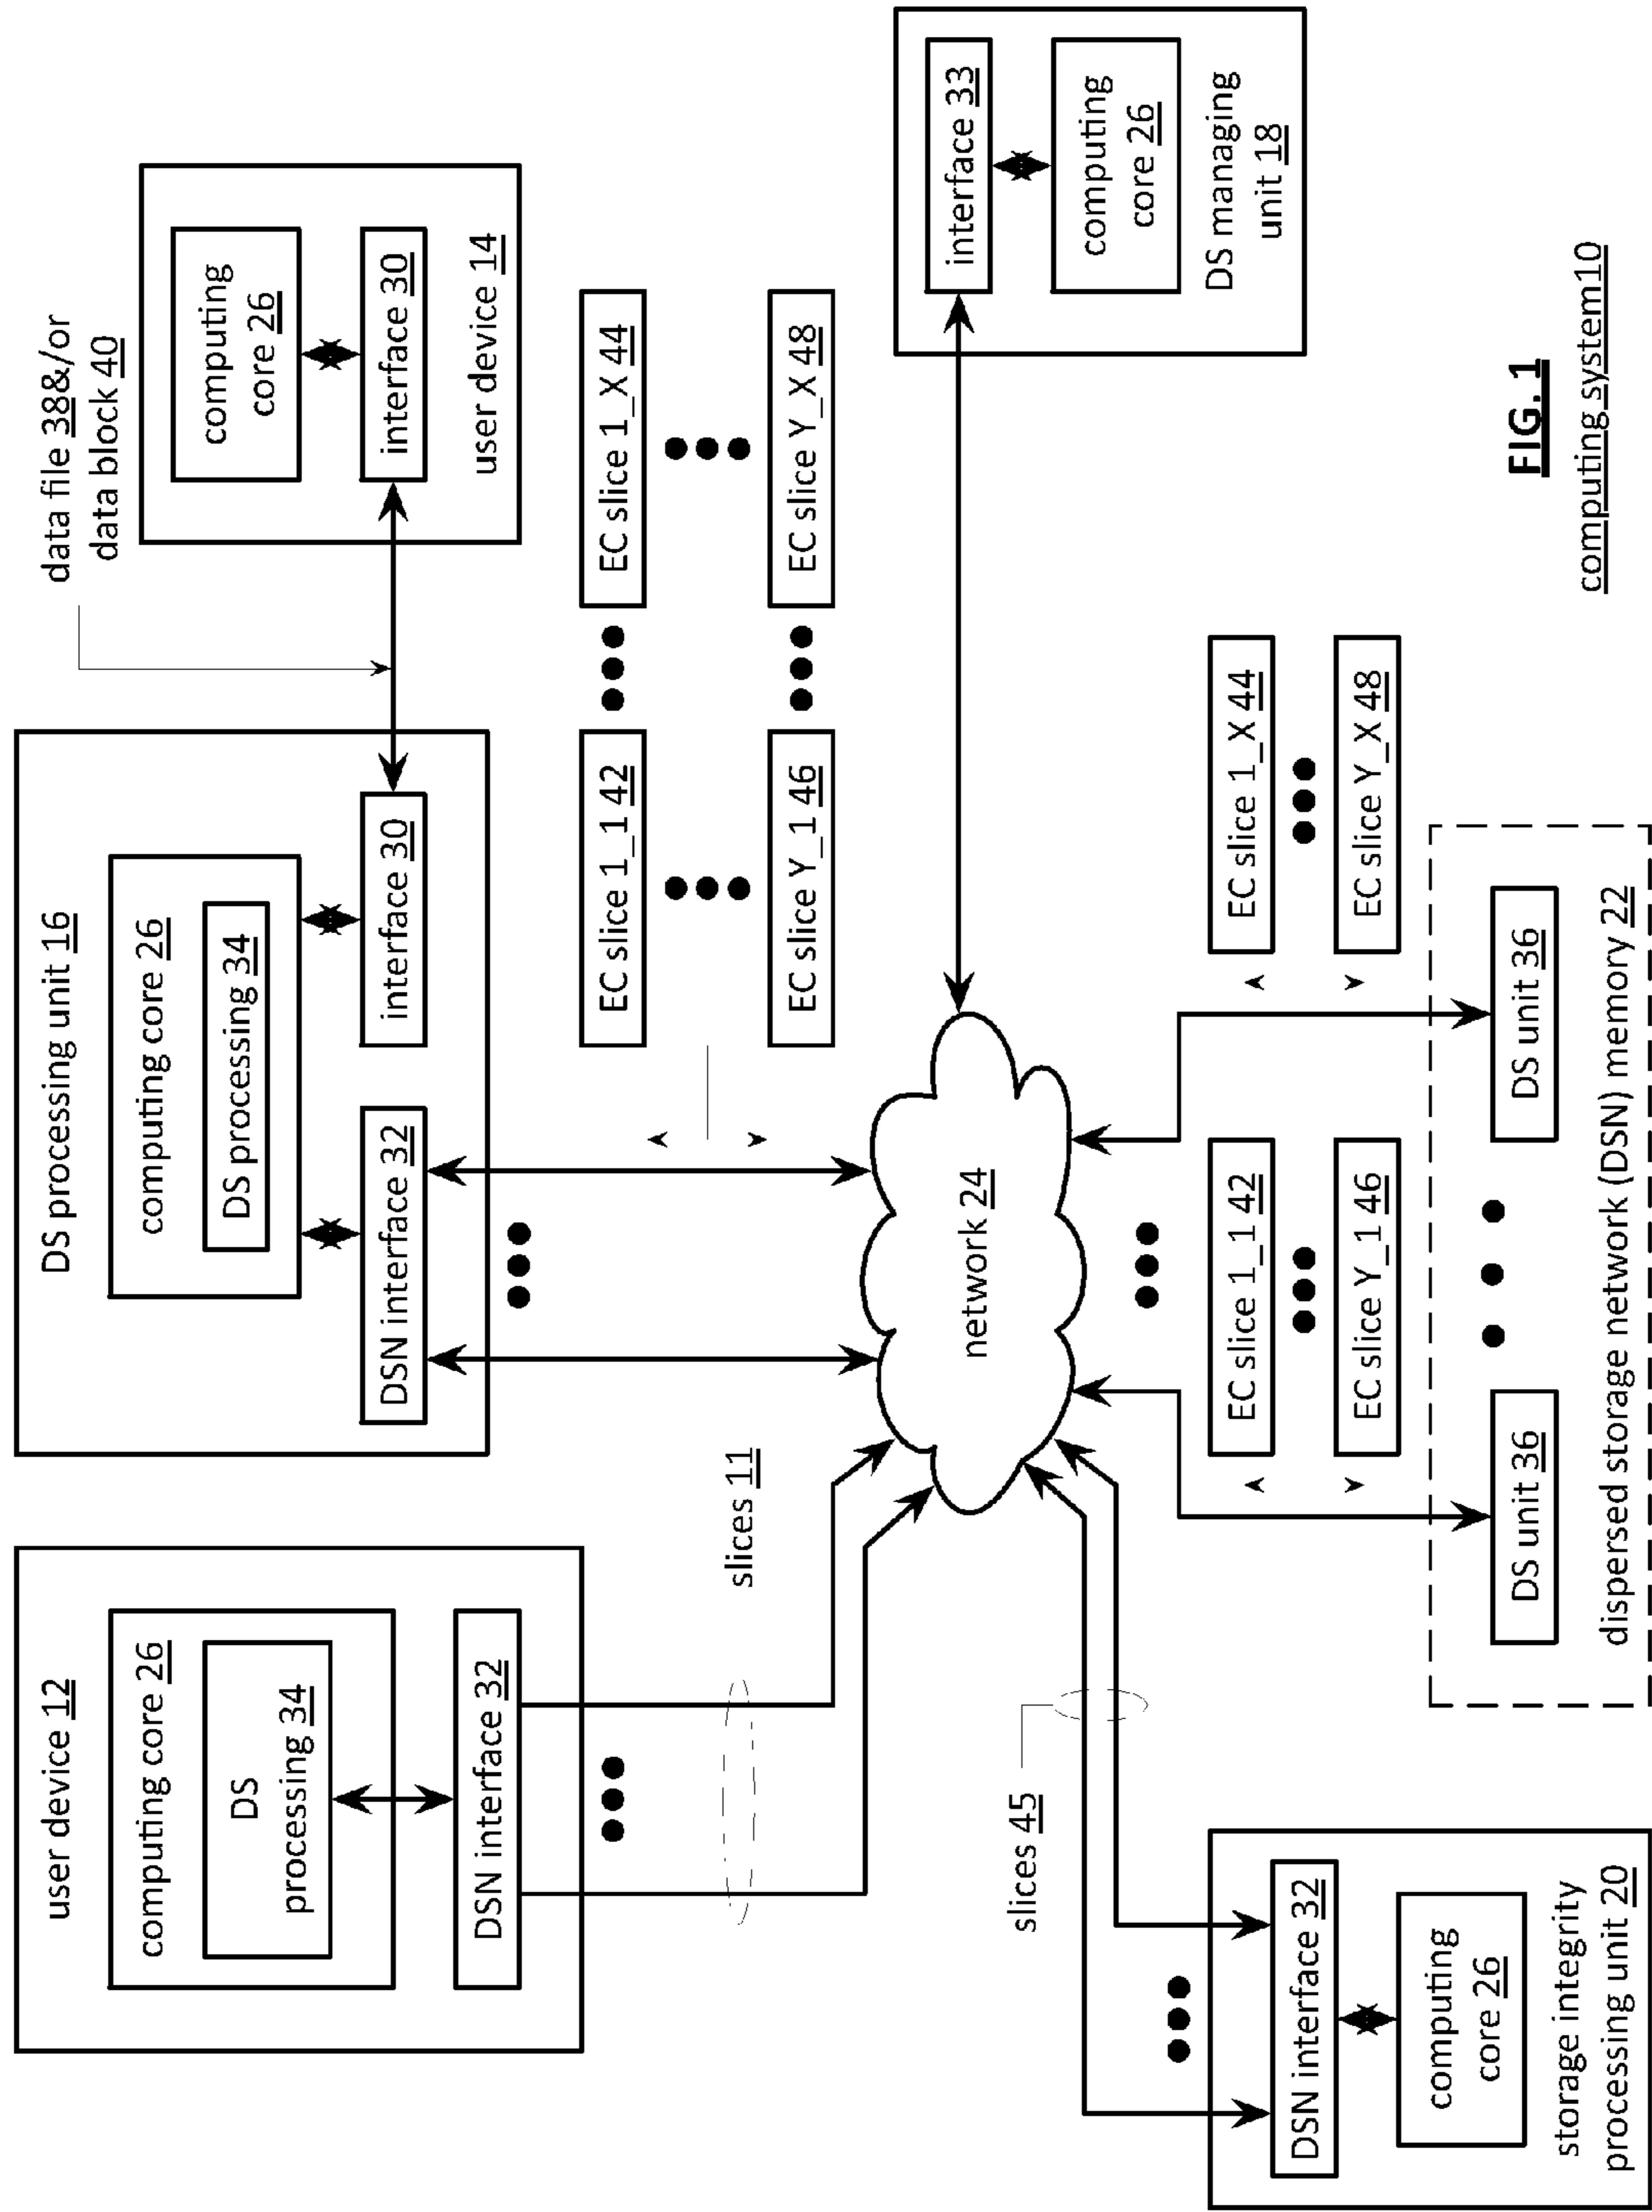 user device 12
computing core 26
DS
processing 34
DSN interface 32
slices 11
DS processing unit 16
computing core 26
DS processing 34
DSN interface 32
interface 30
data file 38&/or
data block 40
computing
core 26
interface 30
user device 14
EC slice 1_1 42
EC slice 1_X 44
EC slice Y_1 46
EC slice Y_X 48
network 24
interface 33
computing
core 26
DS managing
unit 18
slices 45
DSN interface 32
computing
core 26
storage integrity
processing unit 20
EC slice 1_1 42
EC slice 1_X 44
EC slice Y_1 46
EC slice Y_X 48
DS unit 36
DS unit 36
dispersed storage network (DSN) memory 22
FIG. 1
computing system10